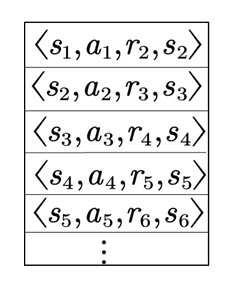 ⟨s₁, a₁, r₂, s₂⟩
⟨s₂, a₂, r₃, s₃⟩
⟨s₃, a₃, r₄, s₄⟩
⟨s₄, a₄, r₅, s₅⟩
⟨s₅, a₅, r₆, s₆⟩
⋮